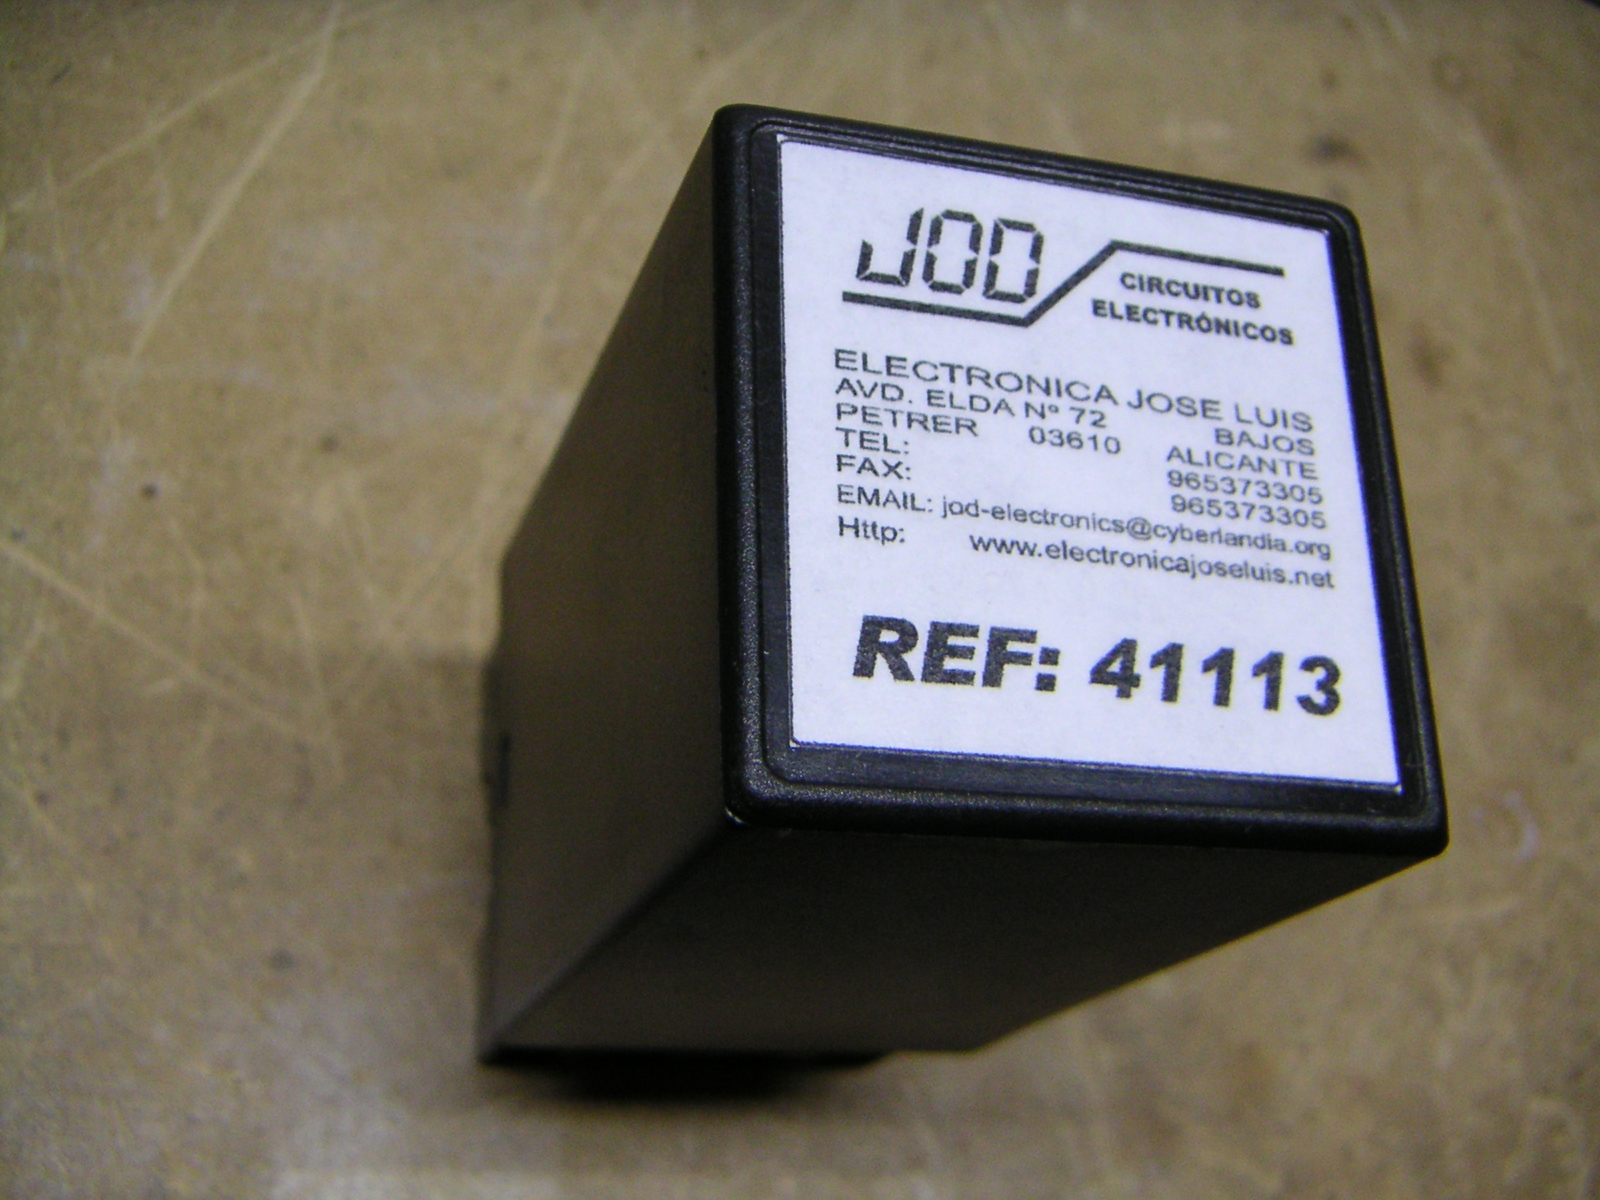 JOD CIRCUITOS
ELECTRÓNICOS
ELECTRONICA JOSE LUIS
AVD. ELDA Nº 72 BAJOS
PETRER 03610 ALICANTE
TEL: 965373305
FAX: 965373305
EMAIL: jod-electronics@cyberlandia.org
Http: www.electronicajoseluis.net
REF: 41113